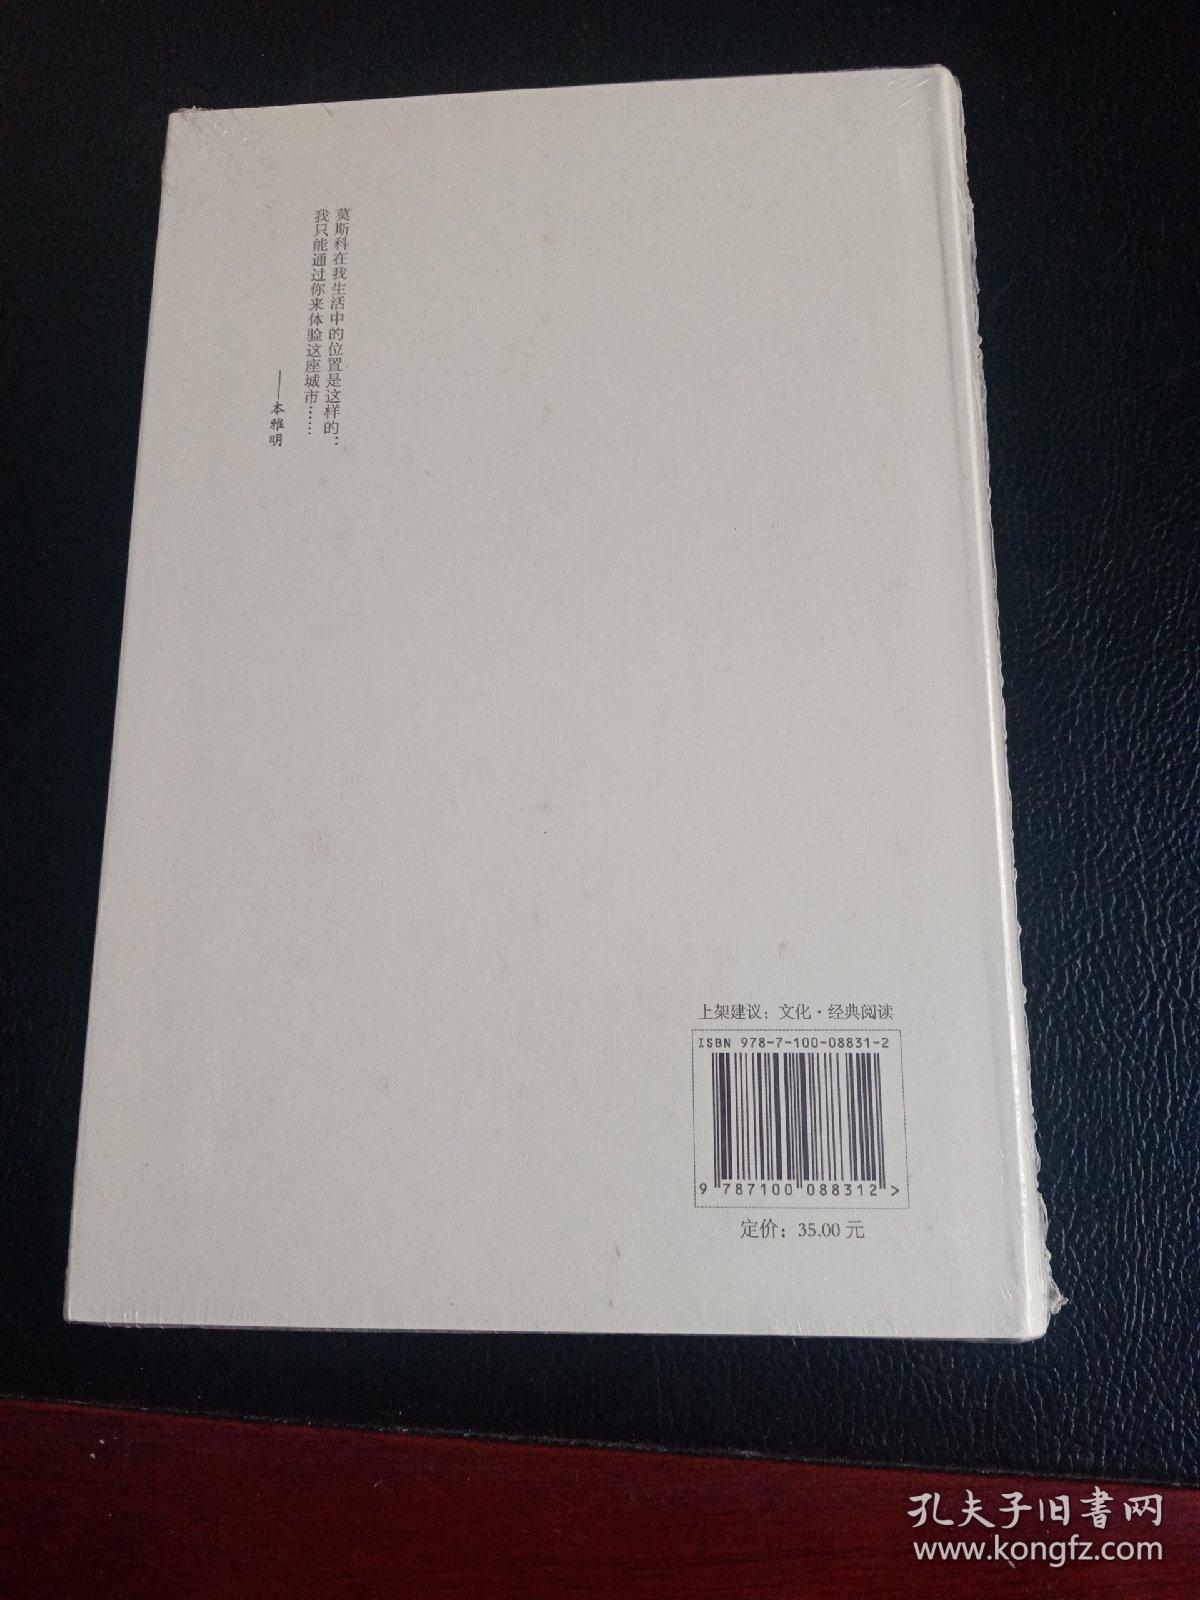 莫斯科在我生活中的位置是这样的：
我只能通过你来体验这座城市……
——本雅明
上架建议：文化·经典阅读
ISBN 978-7-100-08831-2
9 787100 088312 >
定价：35.00 元
孔夫子旧书网
www.kongfz.com